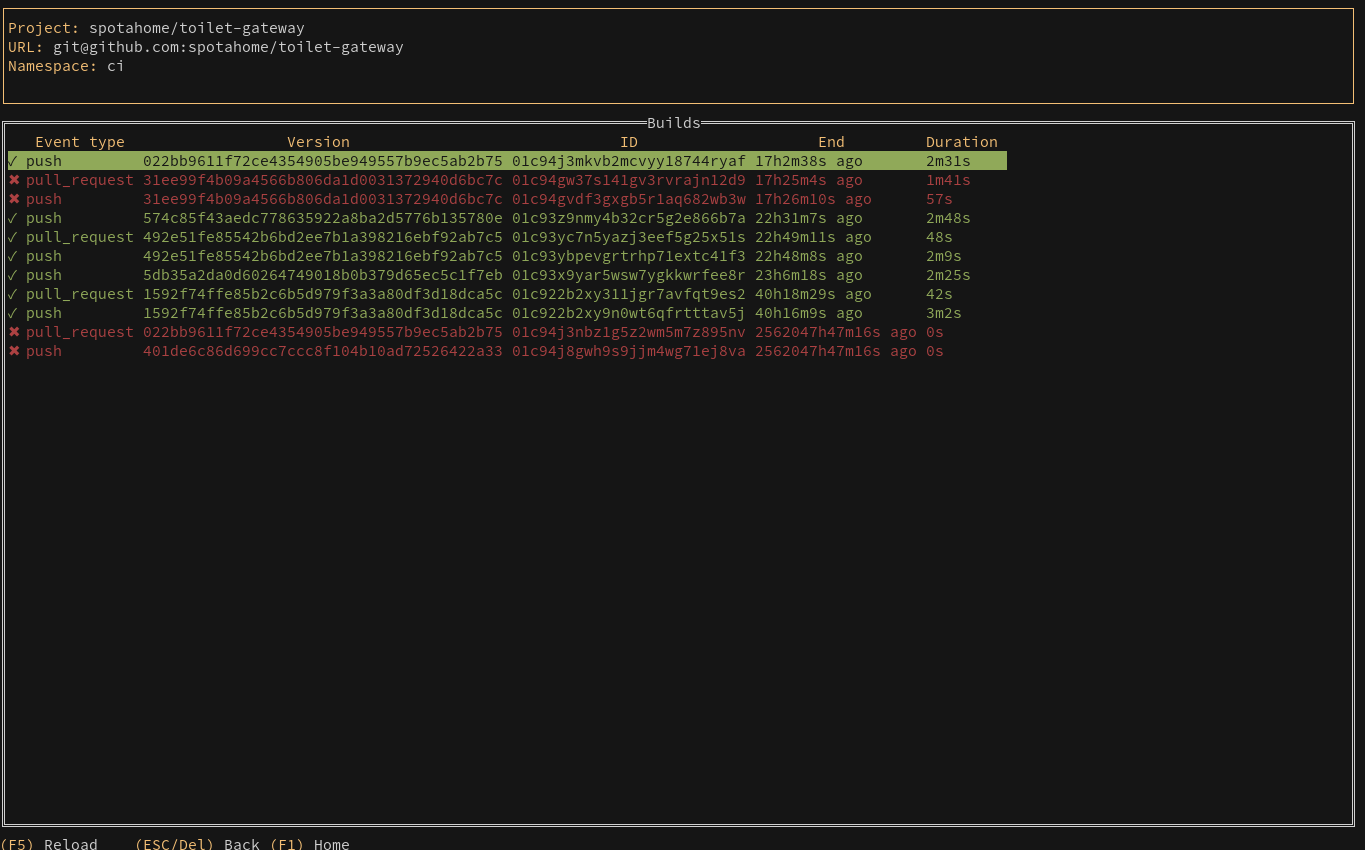 Project: spotahome/toilet-gateway
URL: git@github.com:spotahome/toilet-gateway
Namespace: ci
Builds
Event type Version ID End Duration
✓ push 022bb9611f72ce4354905be949557b9ec5ab2b75 01c94j3mkvb2mcvyy18744ryaf 17h2m38s ago 2m31s
✖ pull_request 31ee99f4b09a4566b806da1d0031372940d6bc7c 01c94gw37s141gv3rvrajn12d9 17h25m4s ago 1m41s
✖ push 31ee99f4b09a4566b806da1d0031372940d6bc7c 01c94gvdf3gxgb5r1aq682wb3w 17h26m10s ago 57s
✓ push 574c85f43aedc778635922a8ba2d5776b135780e 01c93z9nmy4b32cr5g2e866b7a 22h31m7s ago 2m48s
✓ pull_request 492e51fe85542b6bd2ee7b1a398216ebf92ab7c5 01c93yc7n5yazj3eef5g25x51s 22h49m11s ago 48s
✓ push 492e51fe85542b6bd2ee7b1a398216ebf92ab7c5 01c93ybpevgrtrhp71extc41f3 22h48m8s ago 2m9s
✓ push 5db35a2da0d60264749018b0b379d65ec5c1f7eb 01c93x9yar5wsw7ygkkwrfee8r 23h6m18s ago 2m25s
✓ pull_request 1592f74ffe85b2c6b5d979f3a3a80df3d18dca5c 01c922b2xy311jgr7avfqt9es2 40h18m29s ago 42s
✓ push 1592f74ffe85b2c6b5d979f3a3a80df3d18dca5c 01c922b2xy9n0wt6qfrtttav5j 40h16m9s ago 3m2s
✖ pull_request 022bb9611f72ce4354905be949557b9ec5ab2b75 01c94j3nbz1g5z2wm5m7z895nv 2562047h47m16s ago 0s
✖ push 401de6c86d699cc7ccc8f104b10ad72526422a33 01c94j8gwh9s9jjm4wg71ej8va 2562047h47m16s ago 0s
(F5) Reload (ESC/Del) Back (F1) Home